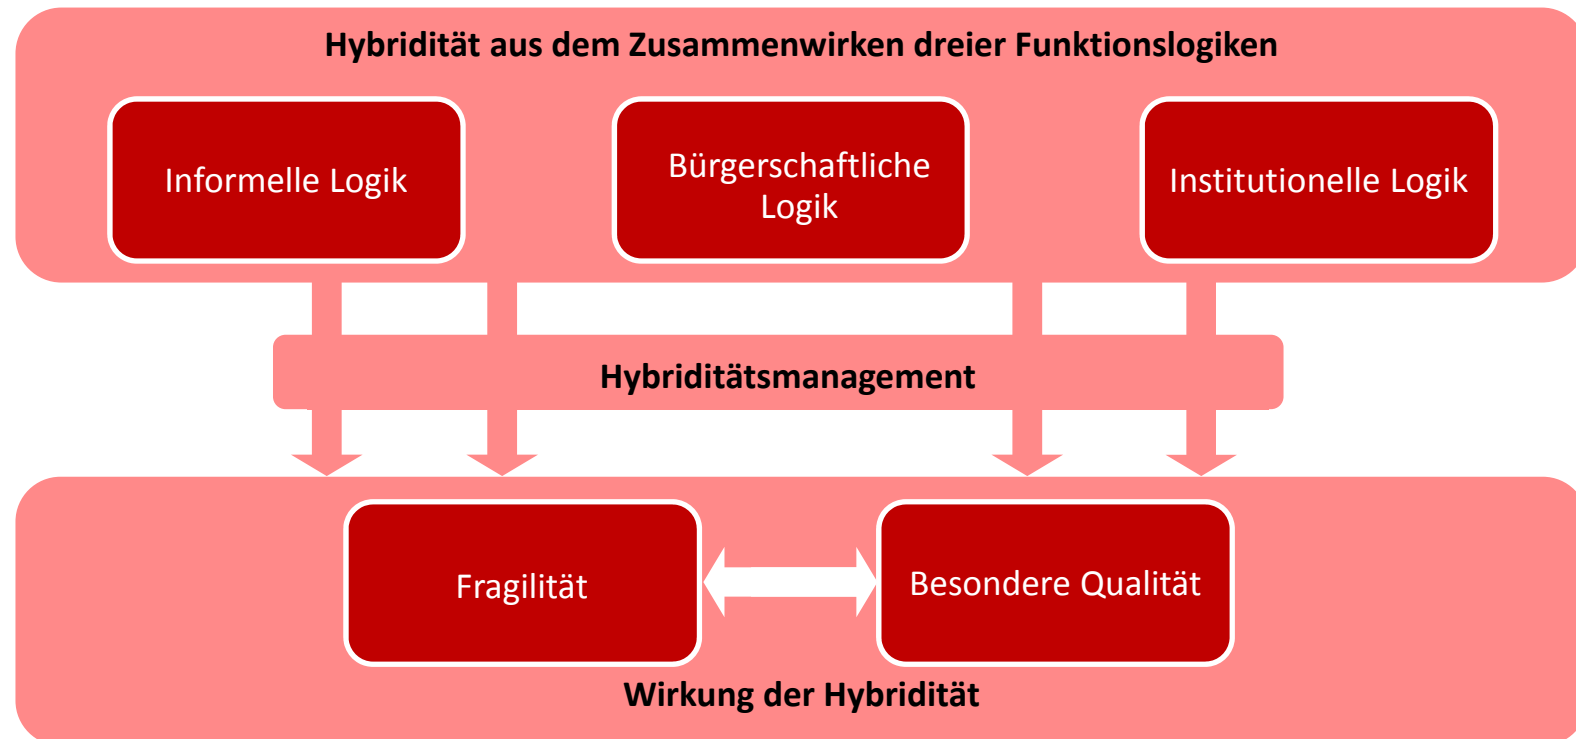 Hybridität aus dem Zusammenwirken dreier Funktionslogiken
Informelle Logik
Bürgerschaftliche
Logik
Institutionelle Logik
Hybriditätsmanagement
Fragilität
Besondere Qualität
Wirkung der Hybridität